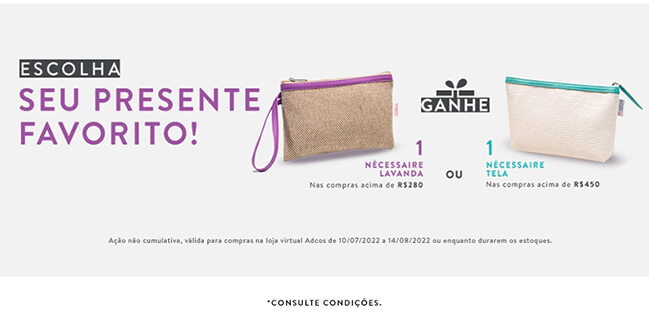 ESCOLHA
SEU PRESENTE
FAVORITO!
GANHE
1
NÉCESSAIRE
LAVANDA
Nas compras acima de R$280
OU
1
NÉCESSAIRE
TELA
Nas compras acima de R$450
Ação não cumulativa, válida para compras na loja virtual Adcos de 10/07/2022 a 14/08/2022 ou enquanto durarem os estoques.
*CONSULTE CONDIÇÕES.